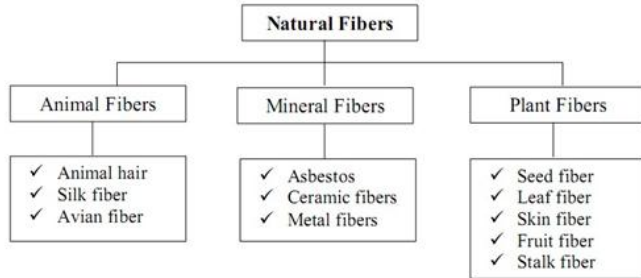 Natural Fibers
Animal Fibers
Mineral Fibers
Plant Fibers
✓ Animal hair
✓ Silk fiber
✓ Avian fiber
✓ Asbestos
✓ Ceramic fibers
✓ Metal fibers
✓ Seed fiber
✓ Leaf fiber
✓ Skin fiber
✓ Fruit fiber
✓ Stalk fiber